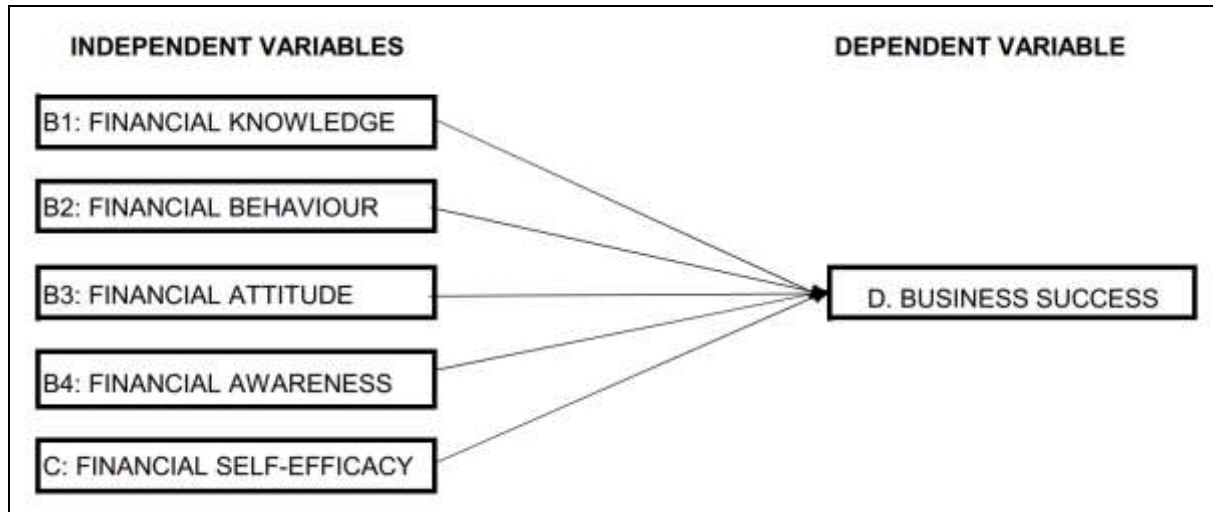 INDEPENDENT VARIABLES
DEPENDENT VARIABLE
B1: FINANCIAL KNOWLEDGE
B2: FINANCIAL BEHAVIOUR
B3: FINANCIAL ATTITUDE
D. BUSINESS SUCCESS
B4: FINANCIAL AWARENESS
C: FINANCIAL SELF-EFFICACY